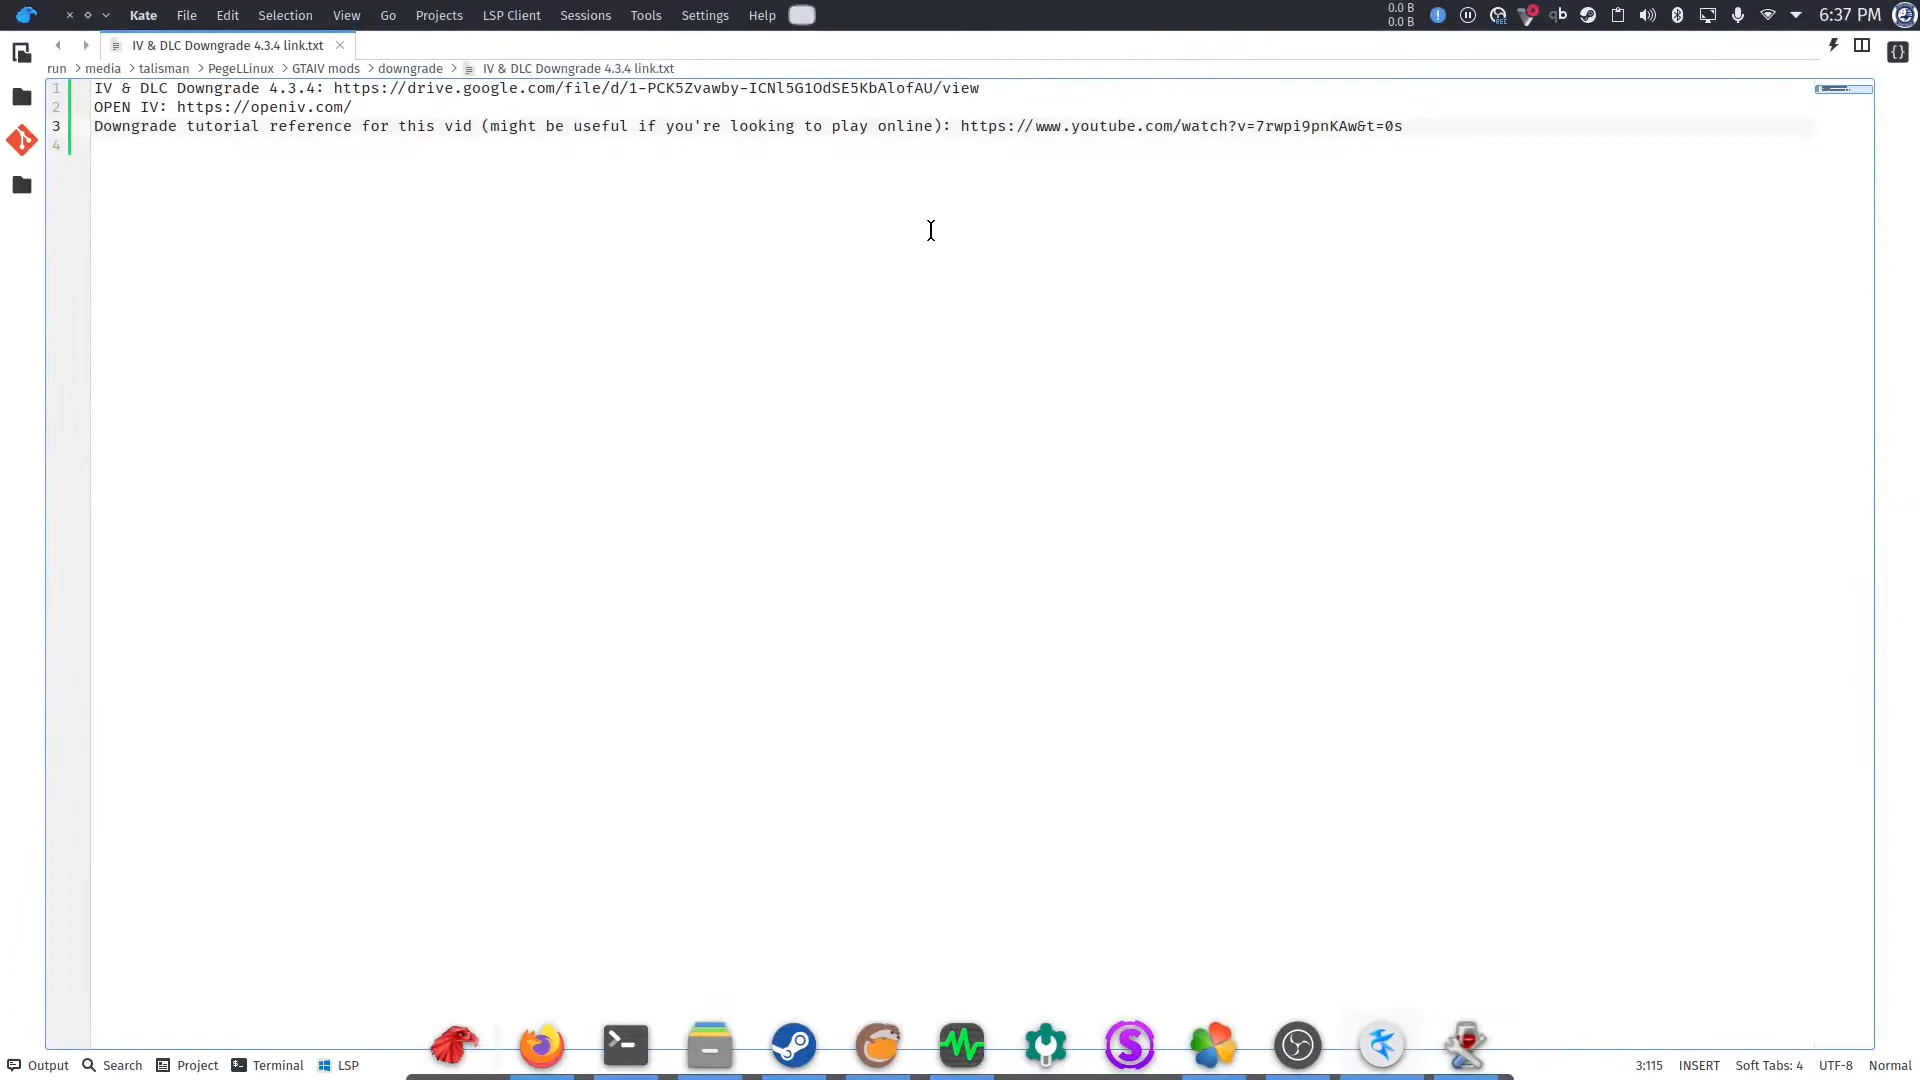 Kate File Edit Selection View Go Projects LSP Client Sessions Tools Settings Help
0.0 B
0.0 B
REC
qb
6:37 PM
IV & DLC Downgrade 4.3.4 link.txt
run > media > talisman > PegeLLinux > GTAIV mods > downgrade > IV & DLC Downgrade 4.3.4 link.txt
1 IV & DLC Downgrade 4.3.4: https://drive.google.com/file/d/1-PCK5Zvawby-ICNl5G1OdSE5KbAlofAU/view
2 OPEN IV: https://openiv.com/
3 Downgrade tutorial reference for this vid (might be useful if you're looking to play online): https://www.youtube.com/watch?v=7rwpi9pnKAw&t=0s
4
Output Search Project Terminal LSP
3:115 INSERT Soft Tabs: 4 UTF-8 Normal